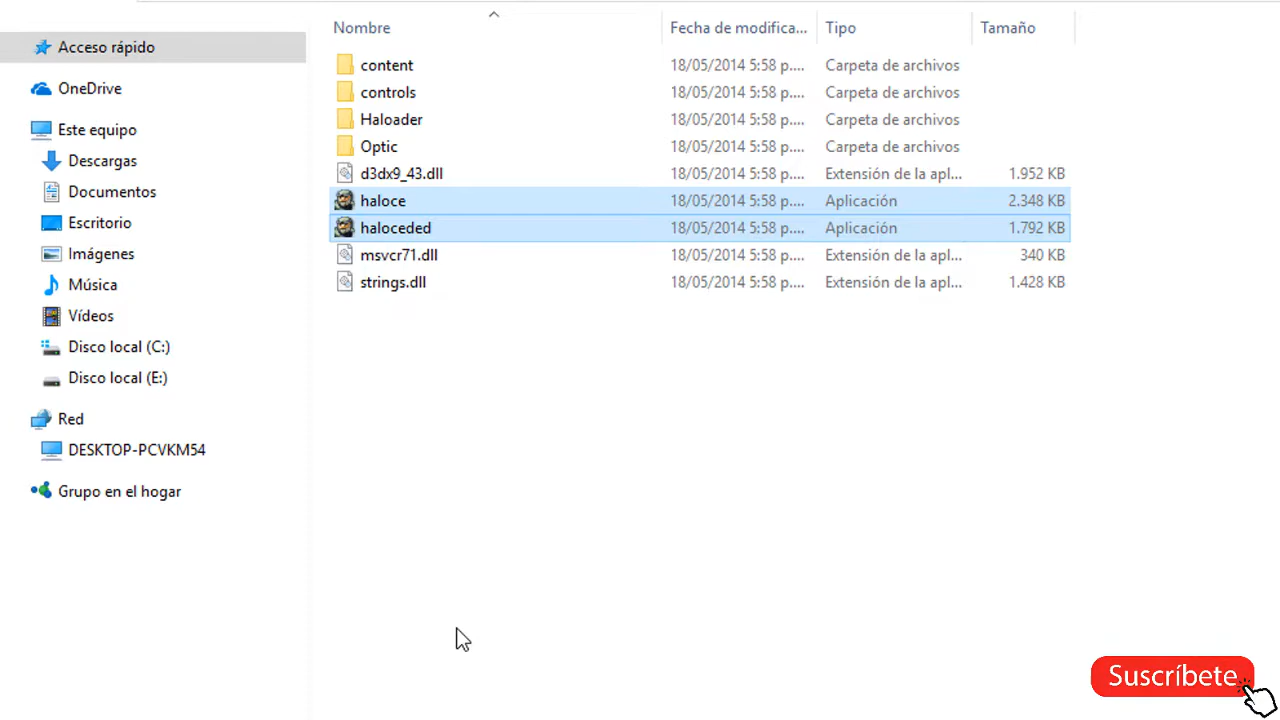 Nombre Fecha de modifica... Tipo Tamaño
Acceso rápido
OneDrive
Este equipo
Descargas
Documentos
Escritorio
Imágenes
Música
Vídeos
Disco local (C:)
Disco local (E:)
Red
DESKTOP-PCVKM54
Grupo en el hogar
content 18/05/2014 5:58 p.... Carpeta de archivos
controls 18/05/2014 5:58 p.... Carpeta de archivos
Haloader 18/05/2014 5:58 p.... Carpeta de archivos
Optic 18/05/2014 5:58 p.... Carpeta de archivos
d3dx9_43.dll 18/05/2014 5:58 p.... Extensión de la apl... 1.952 KB
haloce 18/05/2014 5:58 p.... Aplicación 2.348 KB
haloceded 18/05/2014 5:58 p.... Aplicación 1.792 KB
msvcr71.dll 18/05/2014 5:58 p.... Extensión de la apl... 340 KB
strings.dll 18/05/2014 5:58 p.... Extensión de la apl... 1.428 KB
Suscríbete